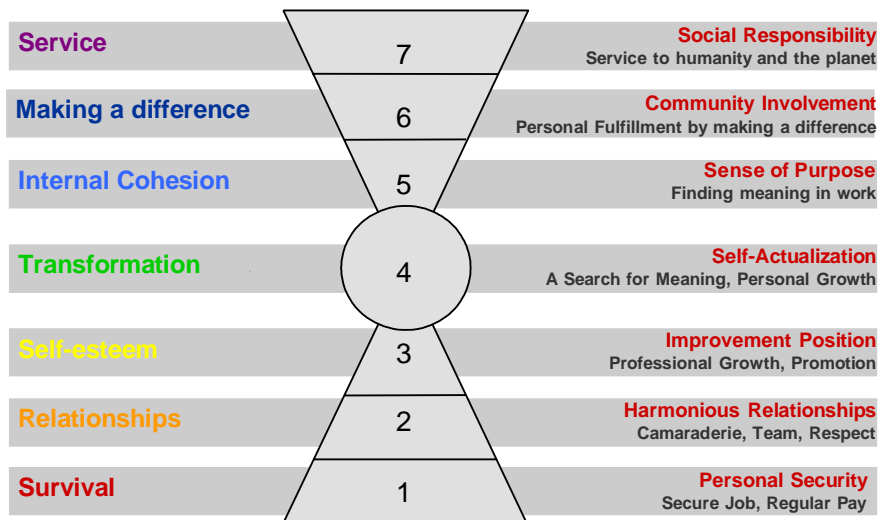 Service
7
Social Responsibility
Service to humanity and the planet
Making a difference
6
Community Involvement
Personal Fulfillment by making a difference
Internal Cohesion
5
Sense of Purpose
Finding meaning in work
Transformation
4
Self-Actualization
A Search for Meaning, Personal Growth
Self-esteem
3
Improvement Position
Professional Growth, Promotion
Relationships
2
Harmonious Relationships
Camaraderie, Team, Respect
Survival
1
Personal Security
Secure Job, Regular Pay